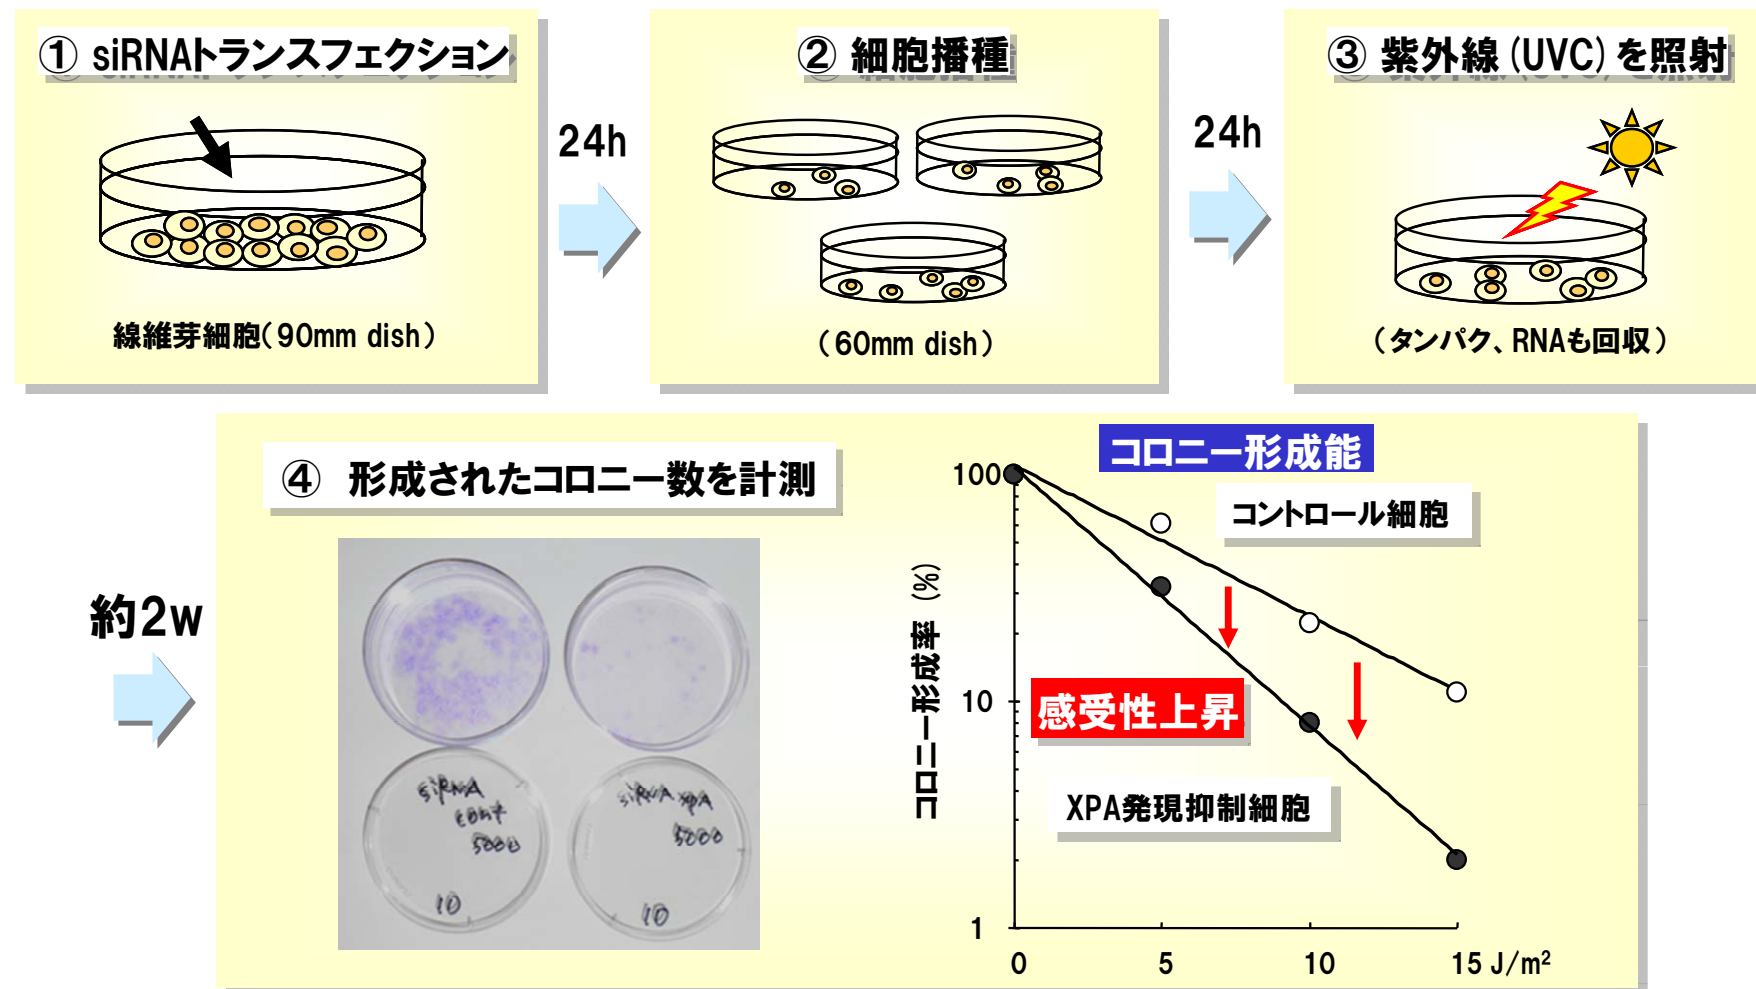 ① siRNAトランスフェクション
線維芽細胞(90mm dish)
24h
② 細胞播種
(60mm dish)
24h
③ 紫外線(UVC)を照射
(タンパク、RNAも回収)
約2w
④ 形成されたコロニー数を計測
siRNA
cont
5000
10
siRNA XPA
5000
10
コロニー形成能
コロニー形成率 (%)
100
10
1
0
5
10
15 J/m²
コントロール細胞
感受性上昇
XPA発現抑制細胞